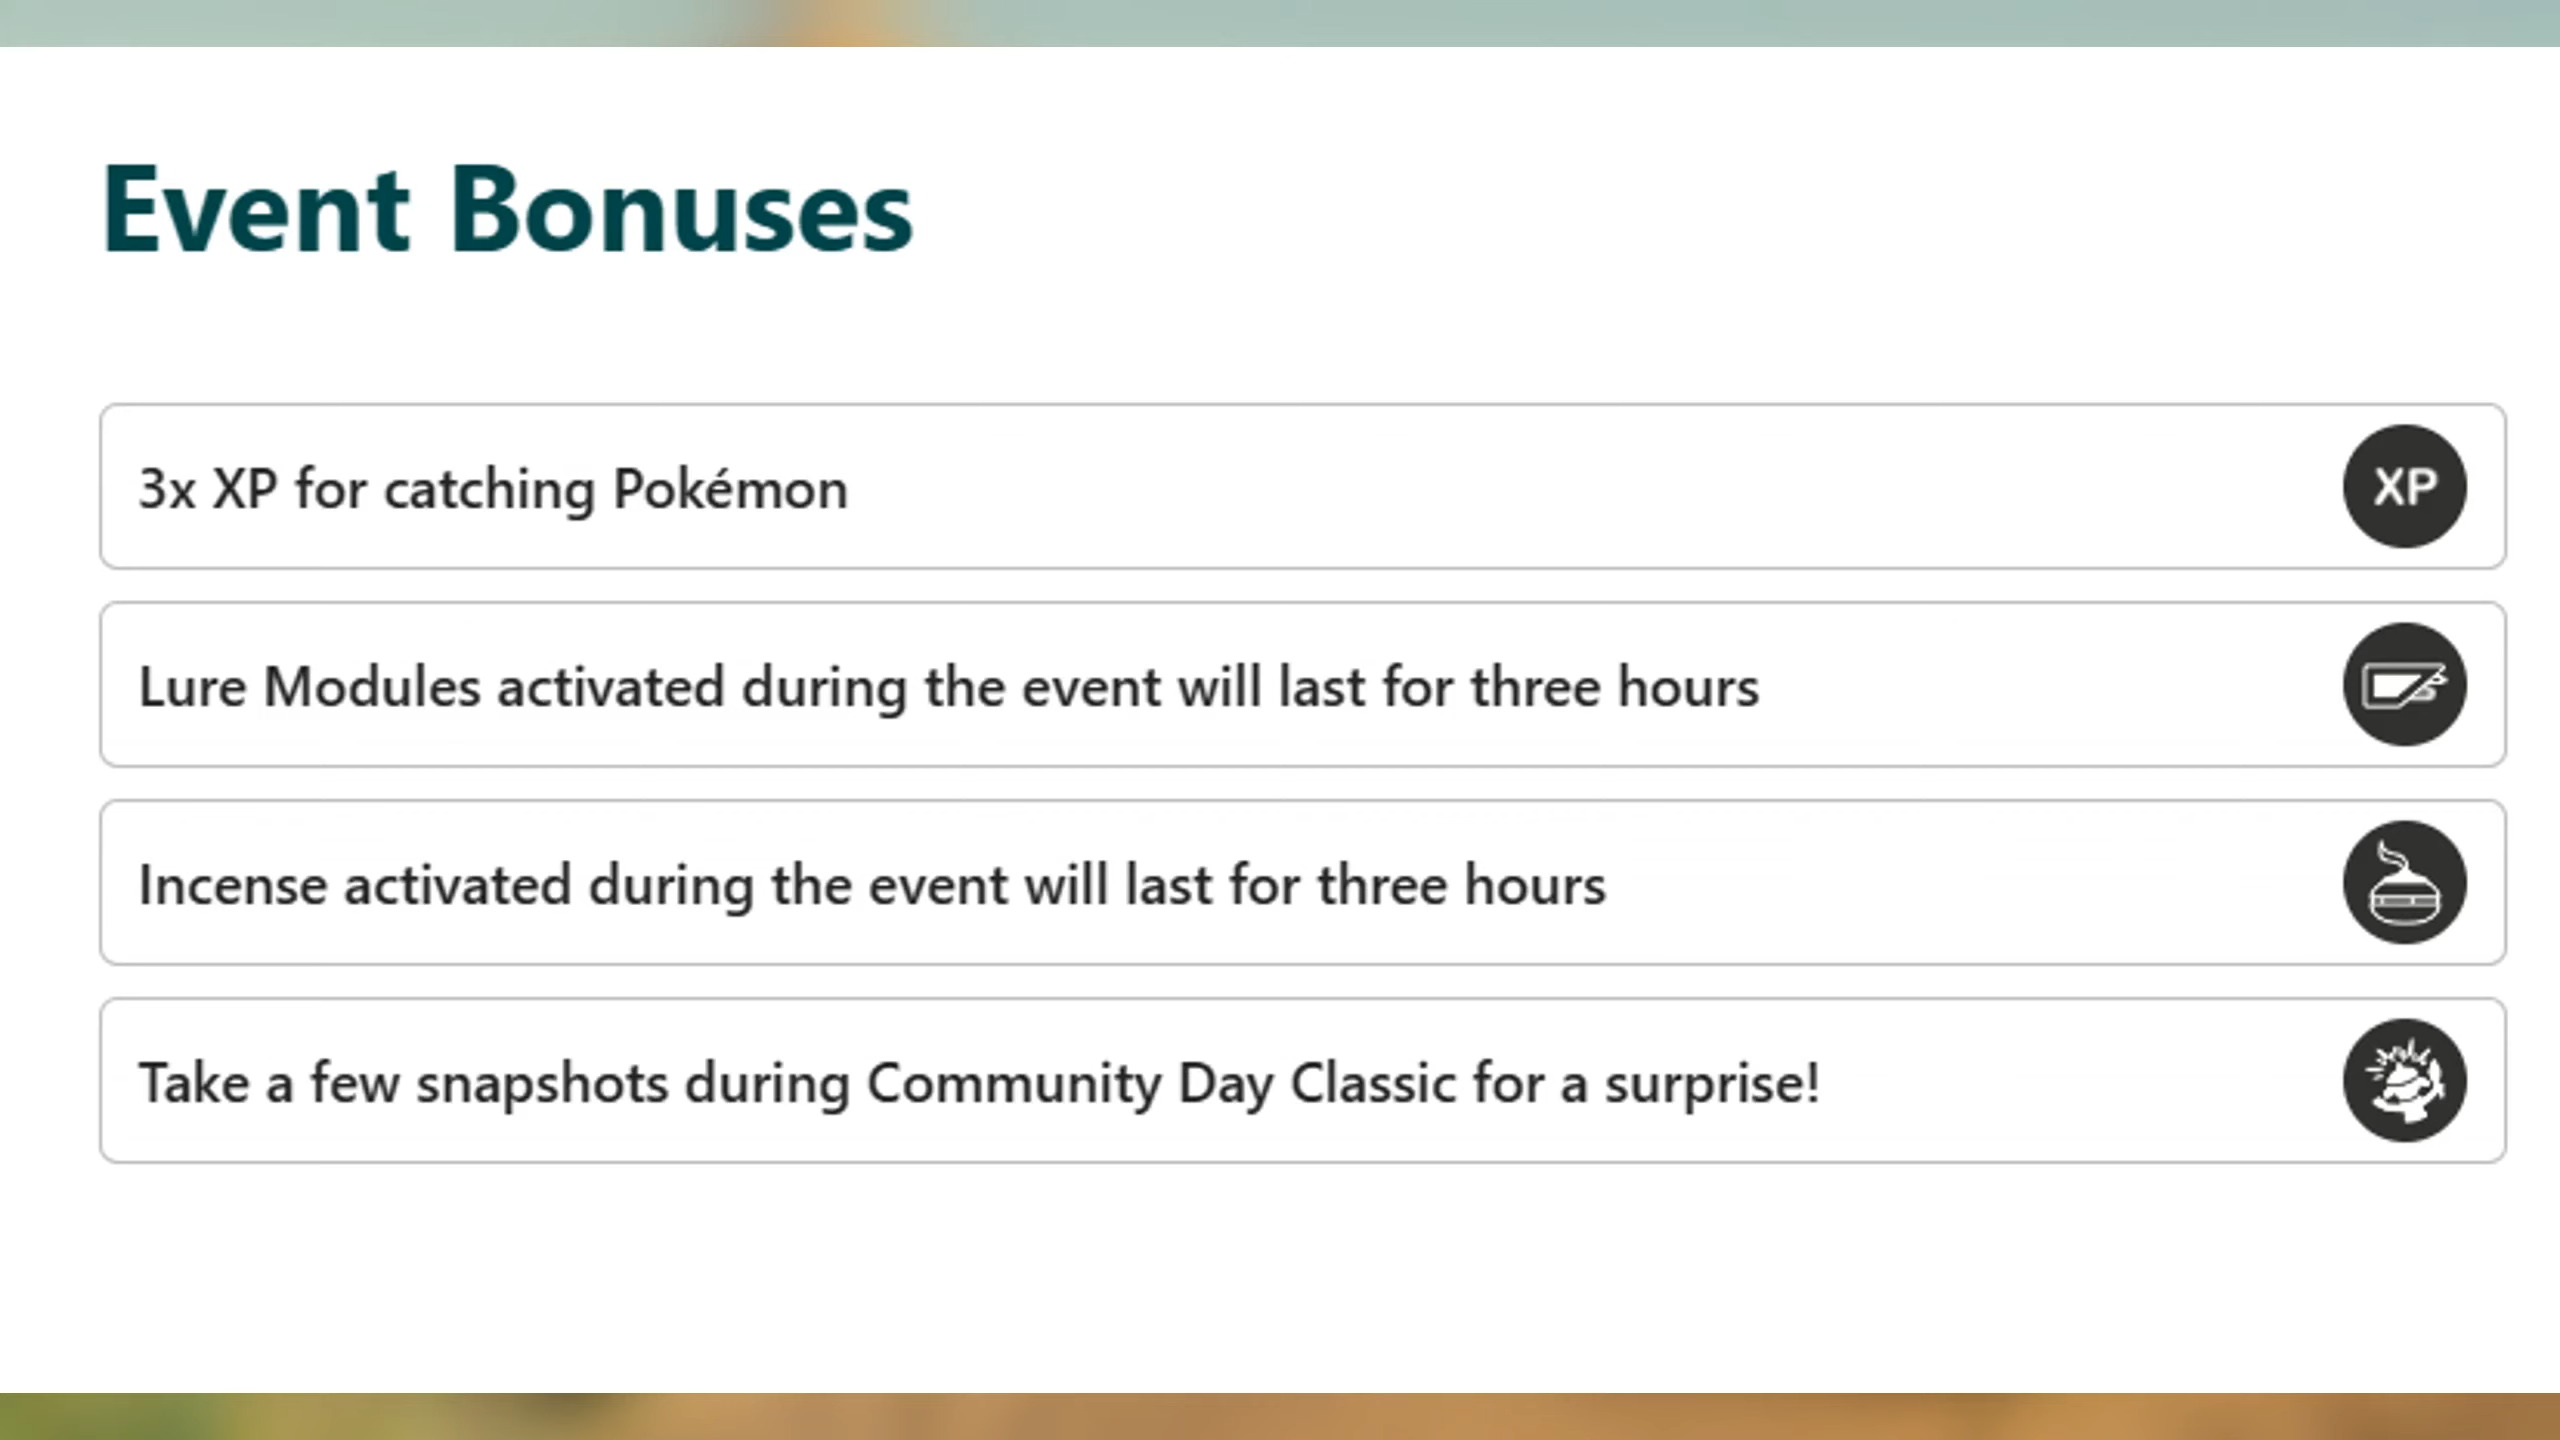 Event Bonuses
3x XP for catching Pokémon
XP
Lure Modules activated during the event will last for three hours
Incense activated during the event will last for three hours
Take a few snapshots during Community Day Classic for a surprise!